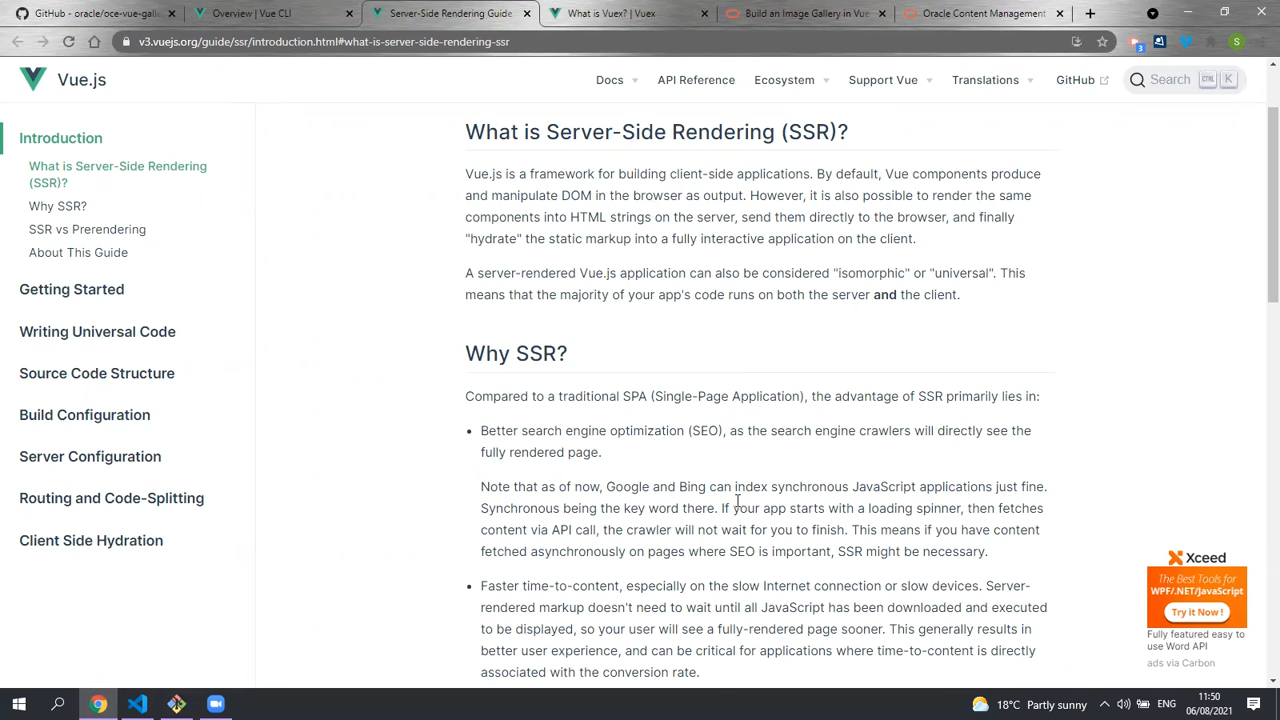 GitHub - oracle/oce-vue-galle
Overview | Vue CLI
Server-Side Rendering Guide
What is Vuex? | Vuex
Build an Image Gallery in Vue
Oracle Content Management
v3.vuejs.org/guide/ssr/introduction.html#what-is-server-side-rendering-ssr
3
S
Vue.js
Docs
API Reference
Ecosystem
Support Vue
Translations
GitHub
Search
CTRL
K
Introduction
What is Server-Side Rendering
(SSR)?
Why SSR?
SSR vs Prerendering
About This Guide
Getting Started
Writing Universal Code
Source Code Structure
Build Configuration
Server Configuration
Routing and Code-Splitting
Client Side Hydration
What is Server-Side Rendering (SSR)?
Vue.js is a framework for building client-side applications. By default, Vue components produce
and manipulate DOM in the browser as output. However, it is also possible to render the same
components into HTML strings on the server, send them directly to the browser, and finally
"hydrate" the static markup into a fully interactive application on the client.
A server-rendered Vue.js application can also be considered "isomorphic" or "universal". This
means that the majority of your app's code runs on both the server and the client.
Why SSR?
Compared to a traditional SPA (Single-Page Application), the advantage of SSR primarily lies in:
• Better search engine optimization (SEO), as the search engine crawlers will directly see the
fully rendered page.
Note that as of now, Google and Bing can index synchronous JavaScript applications just fine.
Synchronous being the key word there. If your app starts with a loading spinner, then fetches
content via API call, the crawler will not wait for you to finish. This means if you have content
fetched asynchronously on pages where SEO is important, SSR might be necessary.
• Faster time-to-content, especially on the slow Internet connection or slow devices. Server-
rendered markup doesn't need to wait until all JavaScript has been downloaded and executed
to be displayed, so your user will see a fully-rendered page sooner. This generally results in
better user experience, and can be critical for applications where time-to-content is directly
associated with the conversion rate.
Xceed
The Best Tools for
WPF/.NET/JavaScript
Try it Now !
Fully featured easy to
use Word API
ads via Carbon
18°C Partly sunny
ENG
11:50
06/08/2021